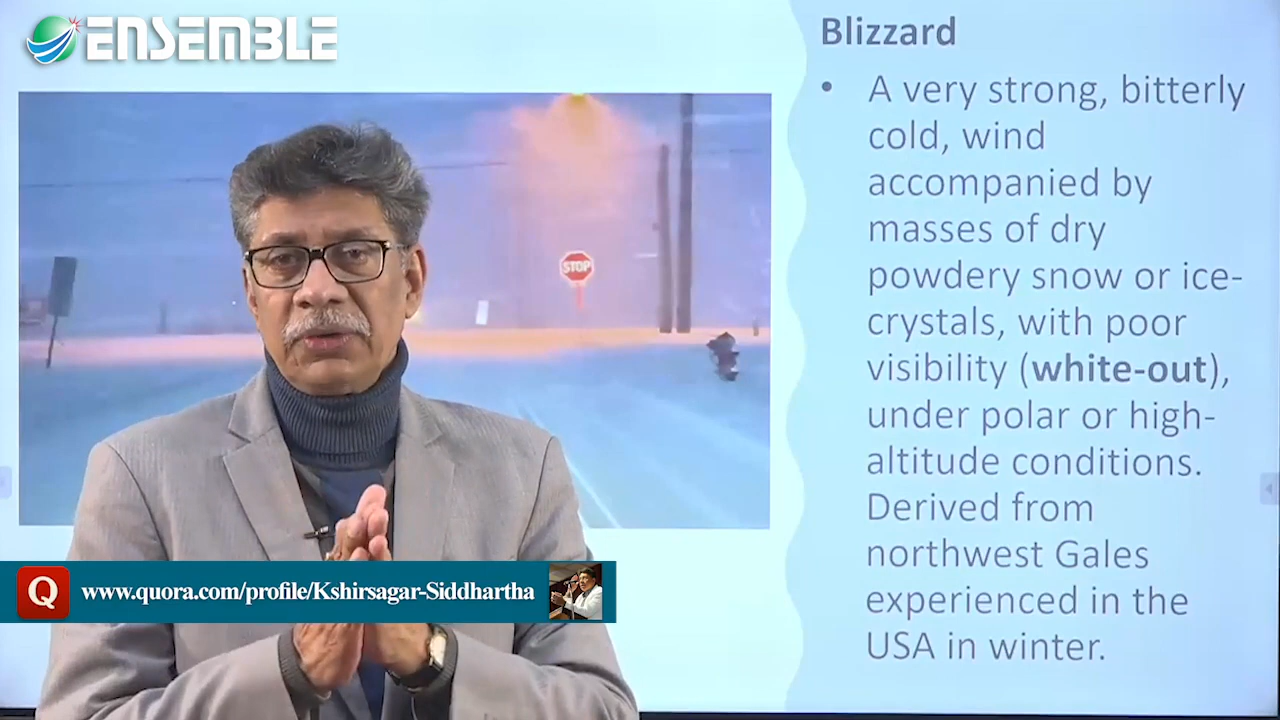 ENSEMBLE
Blizzard
• A very strong, bitterly
cold, wind
accompanied by
masses of dry
powdery snow or ice-
crystals, with poor
visibility (white-out),
under polar or high-
altitude conditions.
Derived from
northwest Gales
experienced in the
USA in winter.
STOP
Q www.quora.com/profile/Kshirsagar-Siddhartha